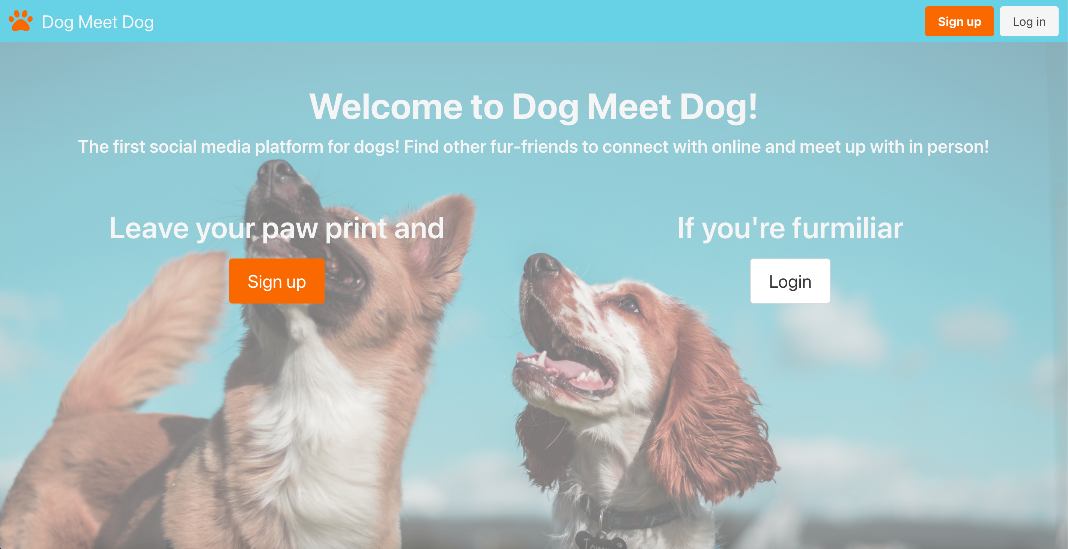 Dog Meet Dog
Sign up
Log in
Welcome to Dog Meet Dog!
The first social media platform for dogs! Find other fur-friends to connect with online and meet up with in person!
Leave your paw print and
If you're furmiliar
Sign up
Login